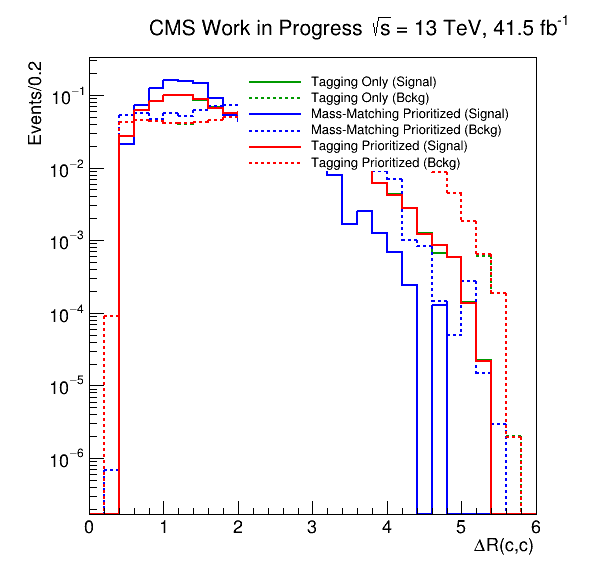 CMS Work in Progress √s = 13 TeV, 41.5 fb⁻¹
Events/0.2
Tagging Only (Signal)
Tagging Only (Bckg)
Mass-Matching Prioritized (Signal)
Mass-Matching Prioritized (Bckg)
Tagging Prioritized (Signal)
Tagging Prioritized (Bckg)
10⁻¹
10⁻²
10⁻³
10⁻⁴
10⁻⁵
10⁻⁶
0 1 2 3 4 5 6
ΔR(c,c)